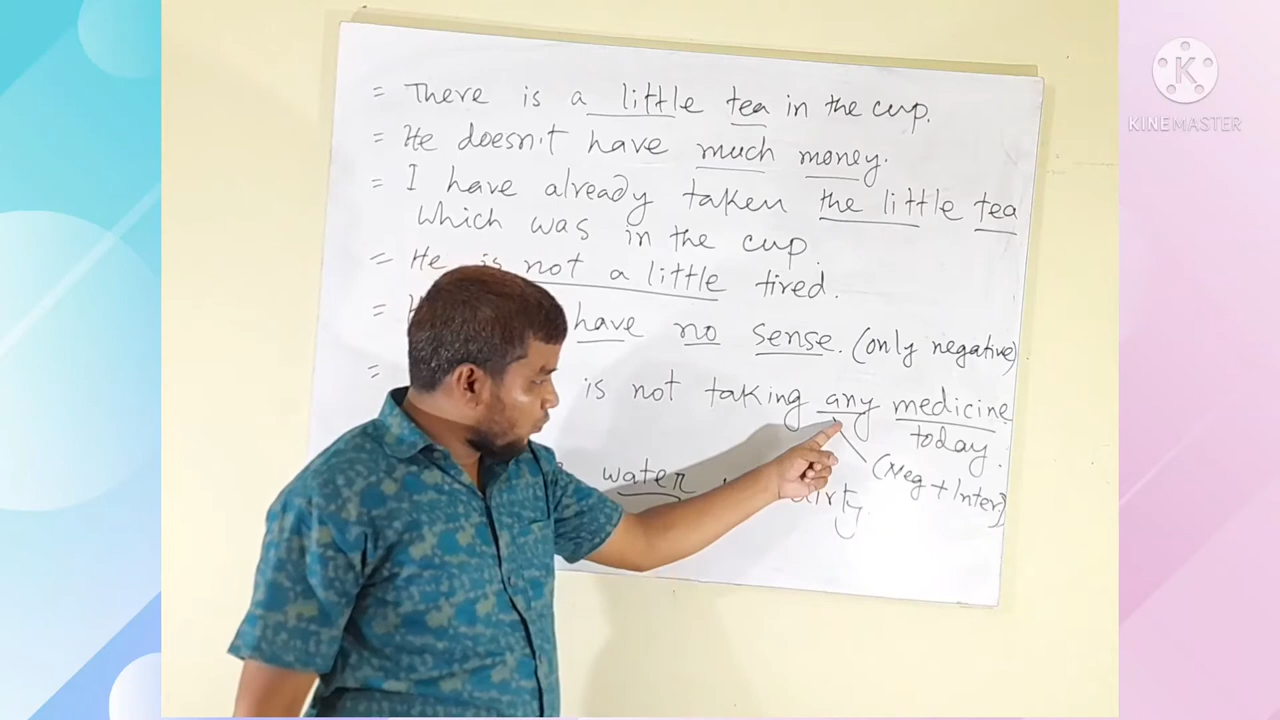 = There is a little tea in the cup.
= He doesn't have much money.
= I have already taken the little tea
which was in the cup.
= He is not a little tired.
= have no sense. (only negative)
= is not taking any medicine
today.
(Neg + Inter)
water dirty.
KINEMASTER